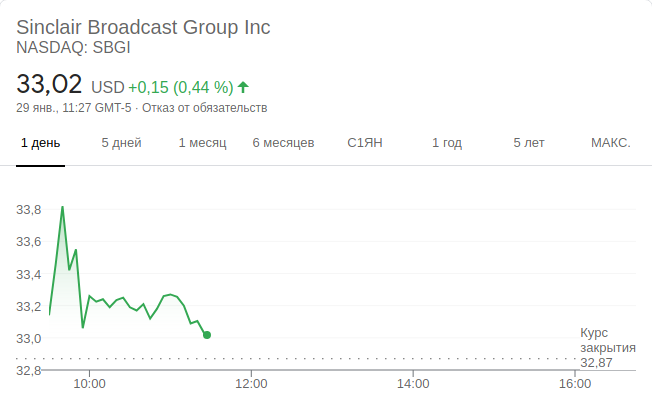 Sinclair Broadcast Group Inc
NASDAQ: SBGI
33,02 USD +0,15 (0,44 %)
29 янв., 11:27 GMT-5 · Отказ от обязательств
1 день 5 дней 1 месяц 6 месяцев С1ЯН 1 год 5 лет МАКС.
33,8
33,6
33,4
33,2
33,0
Курс
закрытия
32,87
32,8
10:00 12:00 14:00 16:00